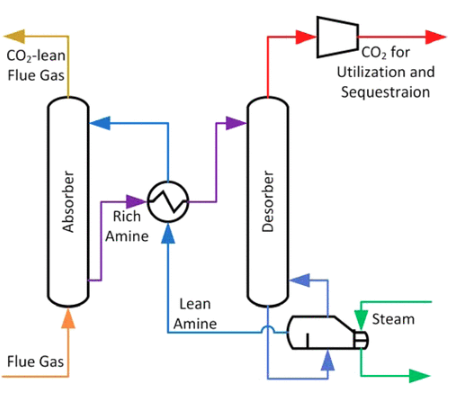 CO₂-lean
Flue Gas
CO₂ for
Utilization and
Sequestraion
Absorber
Desorber
Rich
Amine
Lean
Amine
Steam
Flue Gas